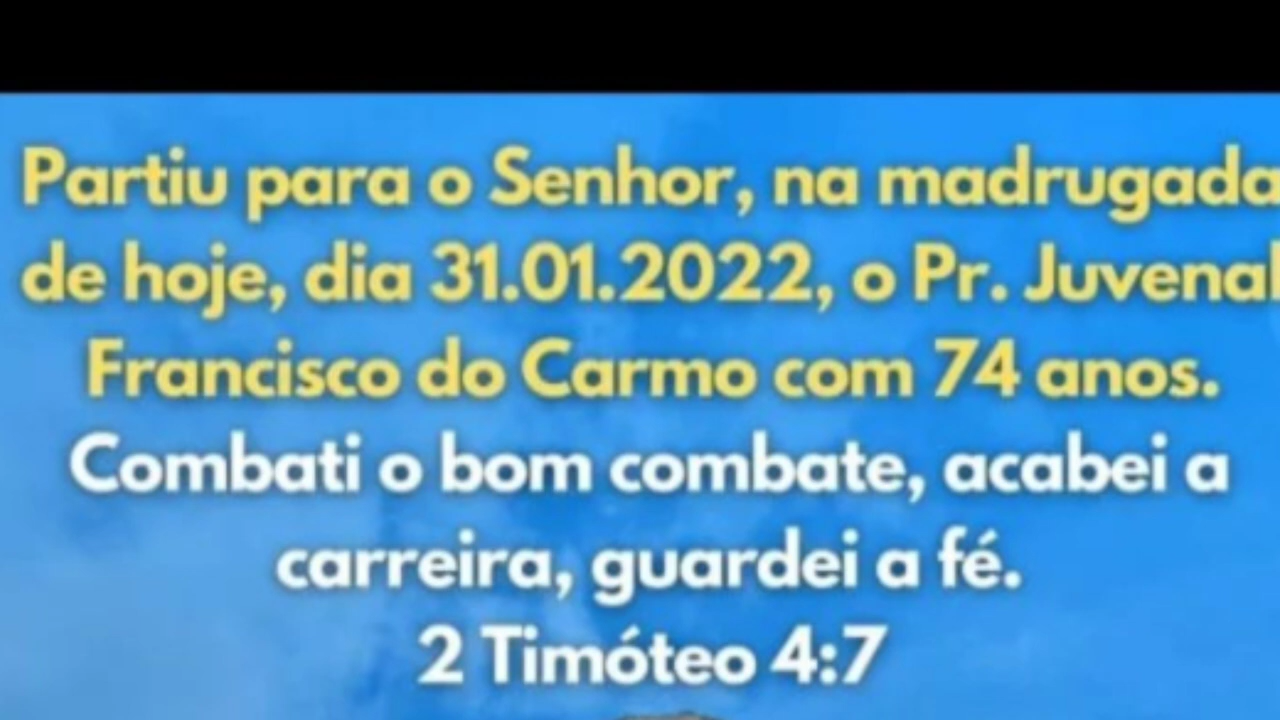 Partiu para o Senhor, na madrugada
de hoje, dia 31.01.2022, o Pr. Juvenal
Francisco do Carmo com 74 anos.
Combati o bom combate, acabei a
carreira, guardei a fé.
2 Timóteo 4:7